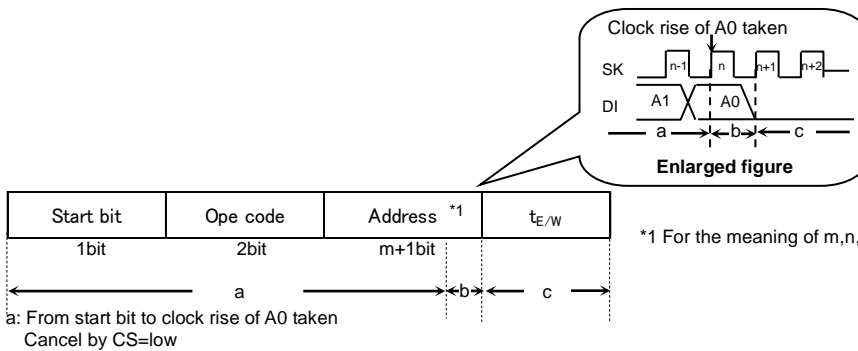 Clock rise of A0 taken
SK n-1 n n+1 n+2
DI A1 A0
a b c
Enlarged figure
Start bit Ope code Address *1 tE/W
1bit 2bit m+1bit
*1 For the meaning of m,n,
a b c
a: From start bit to clock rise of A0 taken
Cancel by CS=low